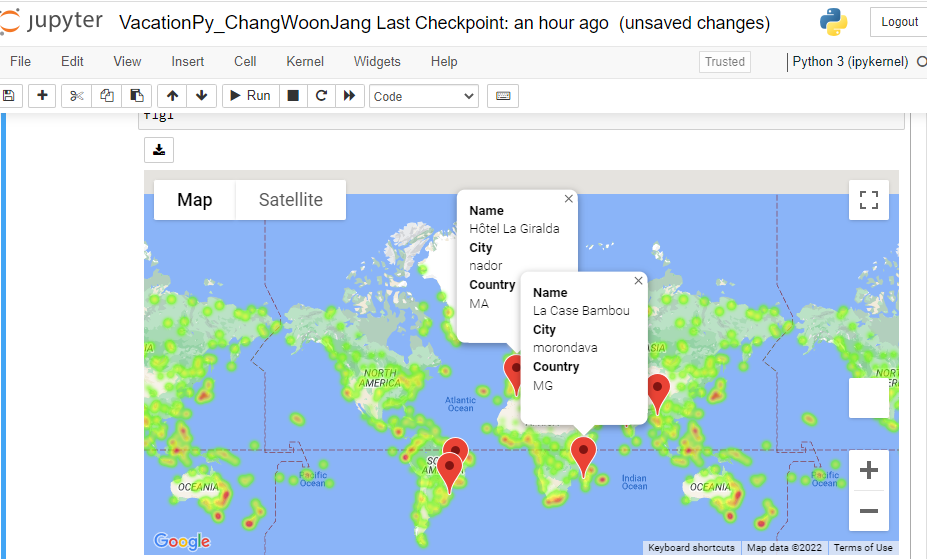 jupyter VacationPy_ChangWoonJang Last Checkpoint: an hour ago (unsaved changes) Logout
File Edit View Insert Cell Kernel Widgets Help Trusted Python 3 (ipykernel)
Run Code
fig1
Map Satellite
Name
Hôtel La Giralda
City
nador
Country
MA
Name
La Case Bambou
City
morondava
Country
MG
NORTH
AMERICA
Atlantic
Ocean
Pacific
Ocean
OCEANIA
Indian
Ocean
OCEANIA
Pacific
Ocean
Google
Keyboard shortcuts Map data ©2022 Terms of Use